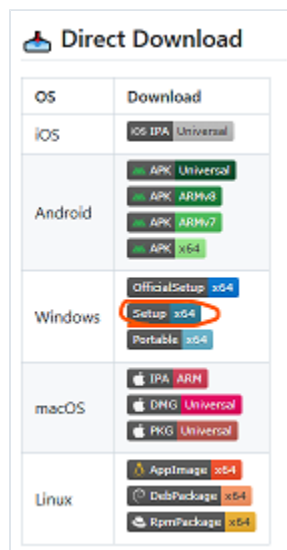 Direct Download
OS Download
iOS iOS IPA Universal
Android
APK Universal
APK ARMv8
APK ARMv7
APK x64
Windows
OfficialSetup x64
Setup x64
Portable x64
macOS
IPA ARM
DMG Universal
PKG Universal
Linux
AppImage x64
DebPackage x64
RpmPackage x64